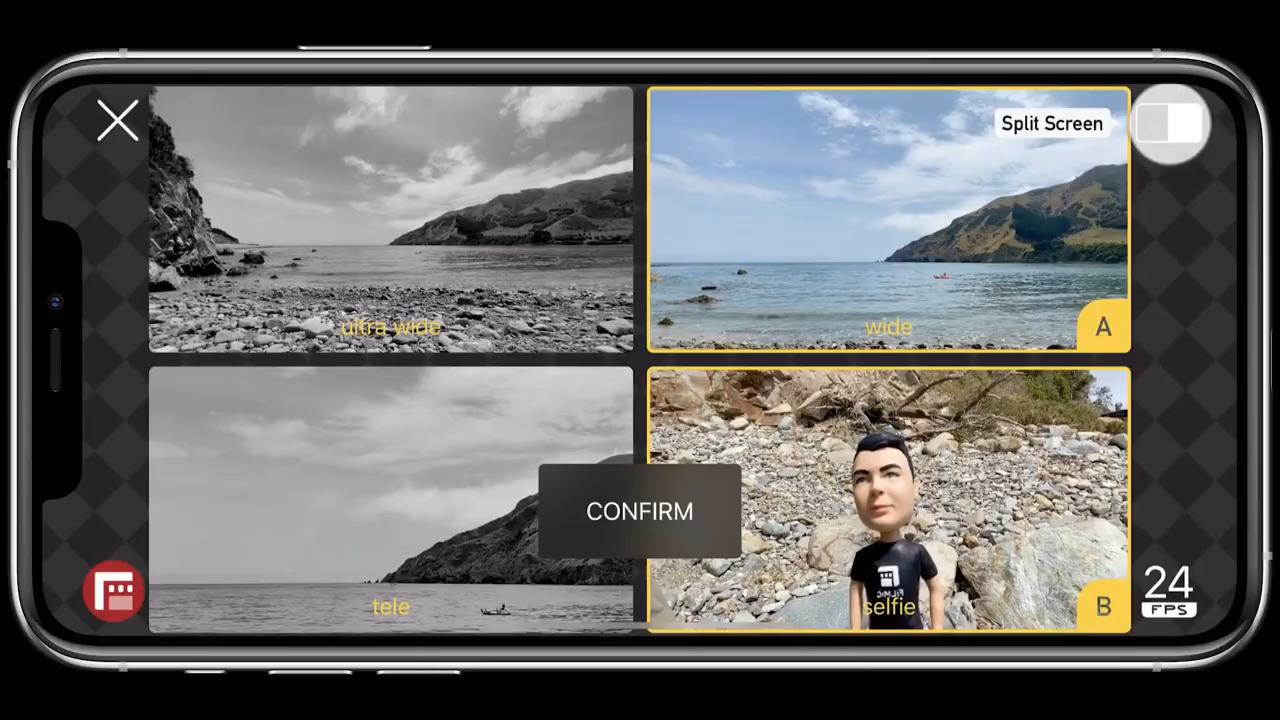 Split Screen
ultra wide
wide
A
CONFIRM
tele
selfie
B
24
FPS